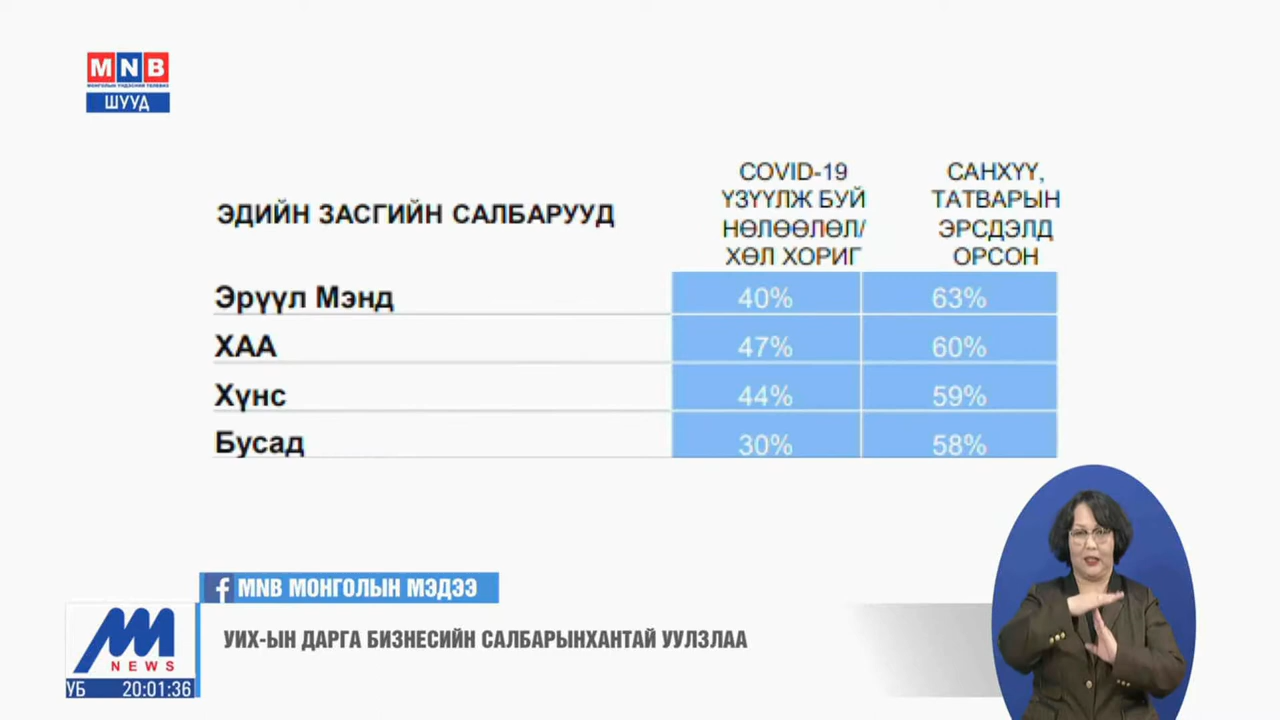 MNB
МОНГОЛЫН ҮНДЭСНИЙ ТЕЛЕВИЗ
ШУУД
ЭДИЙН ЗАСГИЙН САЛБАРУУД
COVID-19 ҮЗҮҮЛЖ БУЙ НӨЛӨӨЛӨЛ/ ХӨЛ ХОРИГ
САНХҮҮ, ТАТВАРЫН ЭРСДЭЛД ОРСОН
Эрүүл Мэнд 40% 63%
ХАА 47% 60%
Хүнс 44% 59%
Бусад 30% 58%
f MNB МОНГОЛЫН МЭДЭЭ
УИХ-ЫН ДАРГА БИЗНЕСИЙН САЛБАРЫНХАНТАЙ УУЛЗЛАА
NEWS
УБ 20:01:36